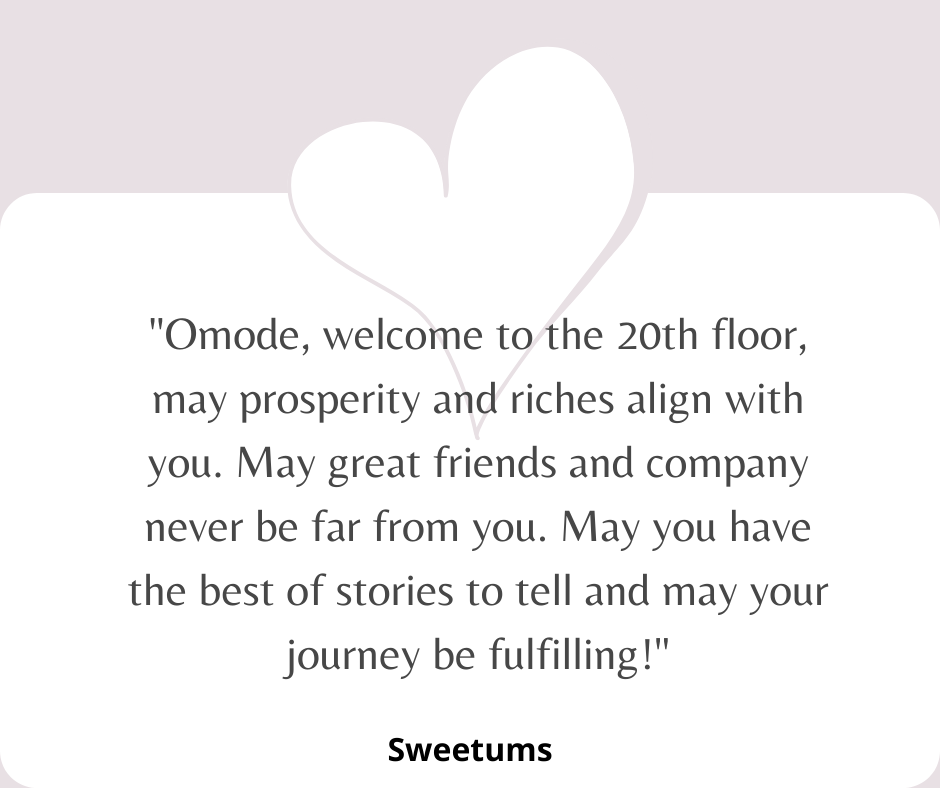 "Omode, welcome to the 20th floor,
may prosperity and riches align with
you. May great friends and company
never be far from you. May you have
the best of stories to tell and may your
journey be fulfilling!"
Sweetums